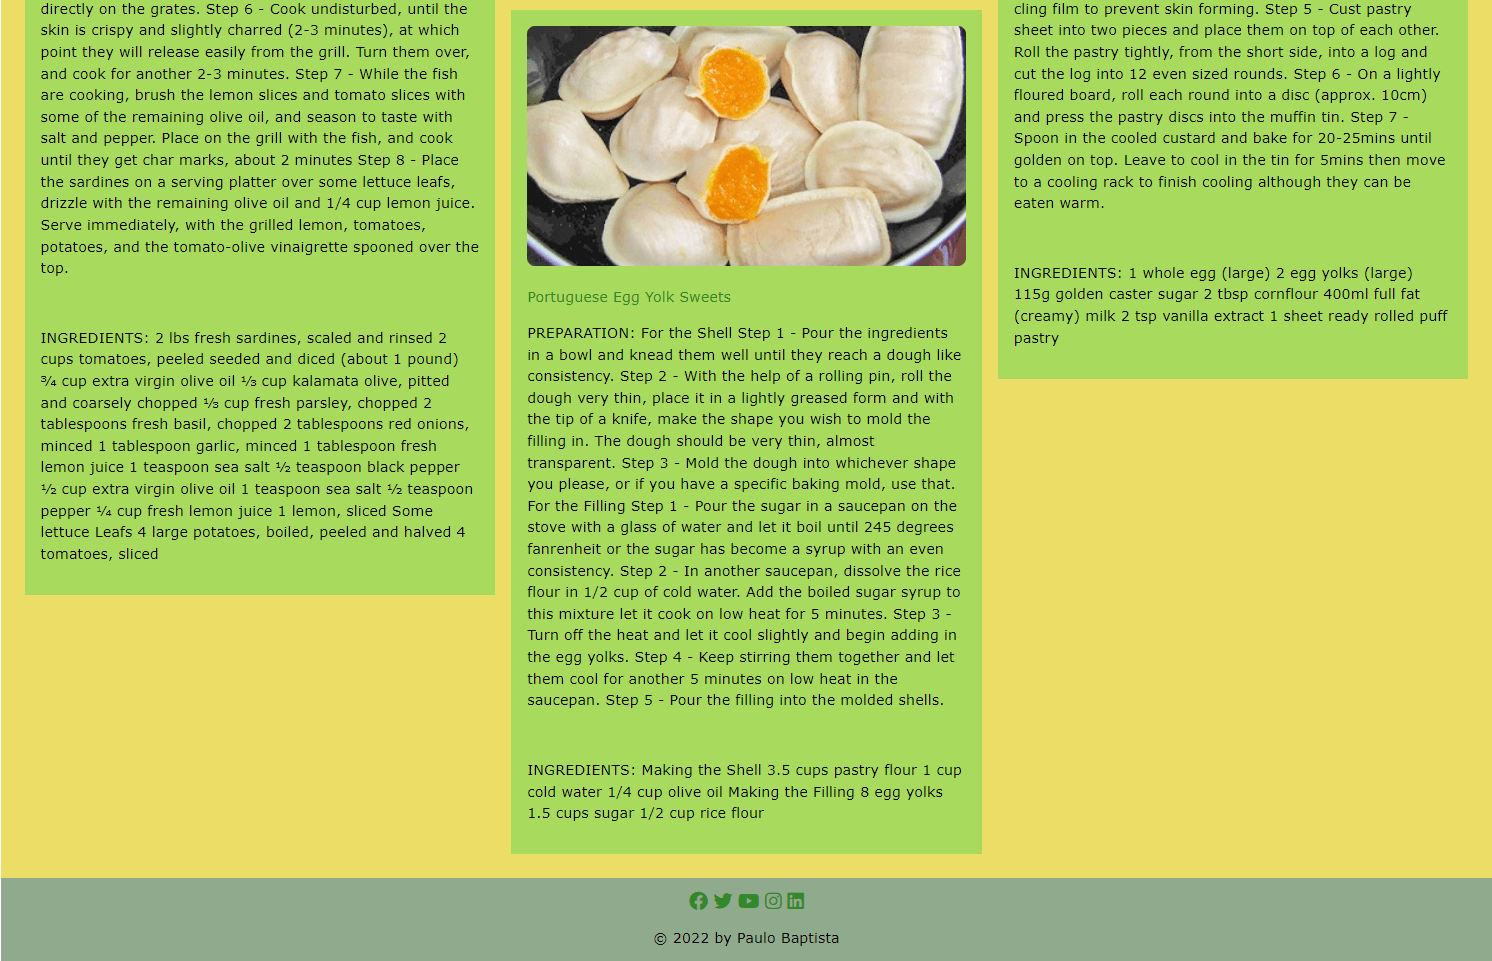 directly on the grates. Step 6 - Cook undisturbed, until the
skin is crispy and slightly charred (2-3 minutes), at which
point they will release easily from the grill. Turn them over,
and cook for another 2-3 minutes. Step 7 - While the fish
are cooking, brush the lemon slices and tomato slices with
some of the remaining olive oil, and season to taste with
salt and pepper. Place on the grill with the fish, and cook
until they get char marks, about 2 minutes Step 8 - Place
the sardines on a serving platter over some lettuce leafs,
drizzle with the remaining olive oil and 1/4 cup lemon juice.
Serve immediately, with the grilled lemon, tomatoes,
potatoes, and the tomato-olive vinaigrette spooned over the
top.
INGREDIENTS: 2 lbs fresh sardines, scaled and rinsed 2
cups tomatoes, peeled seeded and diced (about 1 pound)
¾ cup extra virgin olive oil ⅓ cup kalamata olive, pitted
and coarsely chopped ⅓ cup fresh parsley, chopped 2
tablespoons fresh basil, chopped 2 tablespoons red onions,
minced 1 tablespoon garlic, minced 1 tablespoon fresh
lemon juice 1 teaspoon sea salt ½ teaspoon black pepper
½ cup extra virgin olive oil 1 teaspoon sea salt ½ teaspoon
pepper ¼ cup fresh lemon juice 1 lemon, sliced Some
lettuce Leafs 4 large potatoes, boiled, peeled and halved 4
tomatoes, sliced
Portuguese Egg Yolk Sweets
PREPARATION: For the Shell Step 1 - Pour the ingredients
in a bowl and knead them well until they reach a dough like
consistency. Step 2 - With the help of a rolling pin, roll the
dough very thin, place it in a lightly greased form and with
the tip of a knife, make the shape you wish to mold the
filling in. The dough should be very thin, almost
transparent. Step 3 - Mold the dough into whichever shape
you please, or if you have a specific baking mold, use that.
For the Filling Step 1 - Pour the sugar in a saucepan on the
stove with a glass of water and let it boil until 245 degrees
fanrenheit or the sugar has become a syrup with an even
consistency. Step 2 - In another saucepan, dissolve the rice
flour in 1/2 cup of cold water. Add the boiled sugar syrup to
this mixture let it cook on low heat for 5 minutes. Step 3 -
Turn off the heat and let it cool slightly and begin adding in
the egg yolks. Step 4 - Keep stirring them together and let
them cool for another 5 minutes on low heat in the
saucepan. Step 5 - Pour the filling into the molded shells.
INGREDIENTS: Making the Shell 3.5 cups pastry flour 1 cup
cold water 1/4 cup olive oil Making the Filling 8 egg yolks
1.5 cups sugar 1/2 cup rice flour
cling film to prevent skin forming. Step 5 - Cust pastry
sheet into two pieces and place them on top of each other.
Roll the pastry tightly, from the short side, into a log and
cut the log into 12 even sized rounds. Step 6 - On a lightly
floured board, roll each round into a disc (approx. 10cm)
and press the pastry discs into the muffin tin. Step 7 -
Spoon in the cooled custard and bake for 20-25mins until
golden on top. Leave to cool in the tin for 5mins then move
to a cooling rack to finish cooling although they can be
eaten warm.
INGREDIENTS: 1 whole egg (large) 2 egg yolks (large)
115g golden caster sugar 2 tbsp cornflour 400ml full fat
(creamy) milk 2 tsp vanilla extract 1 sheet ready rolled puff
pastry
© 2022 by Paulo Baptista